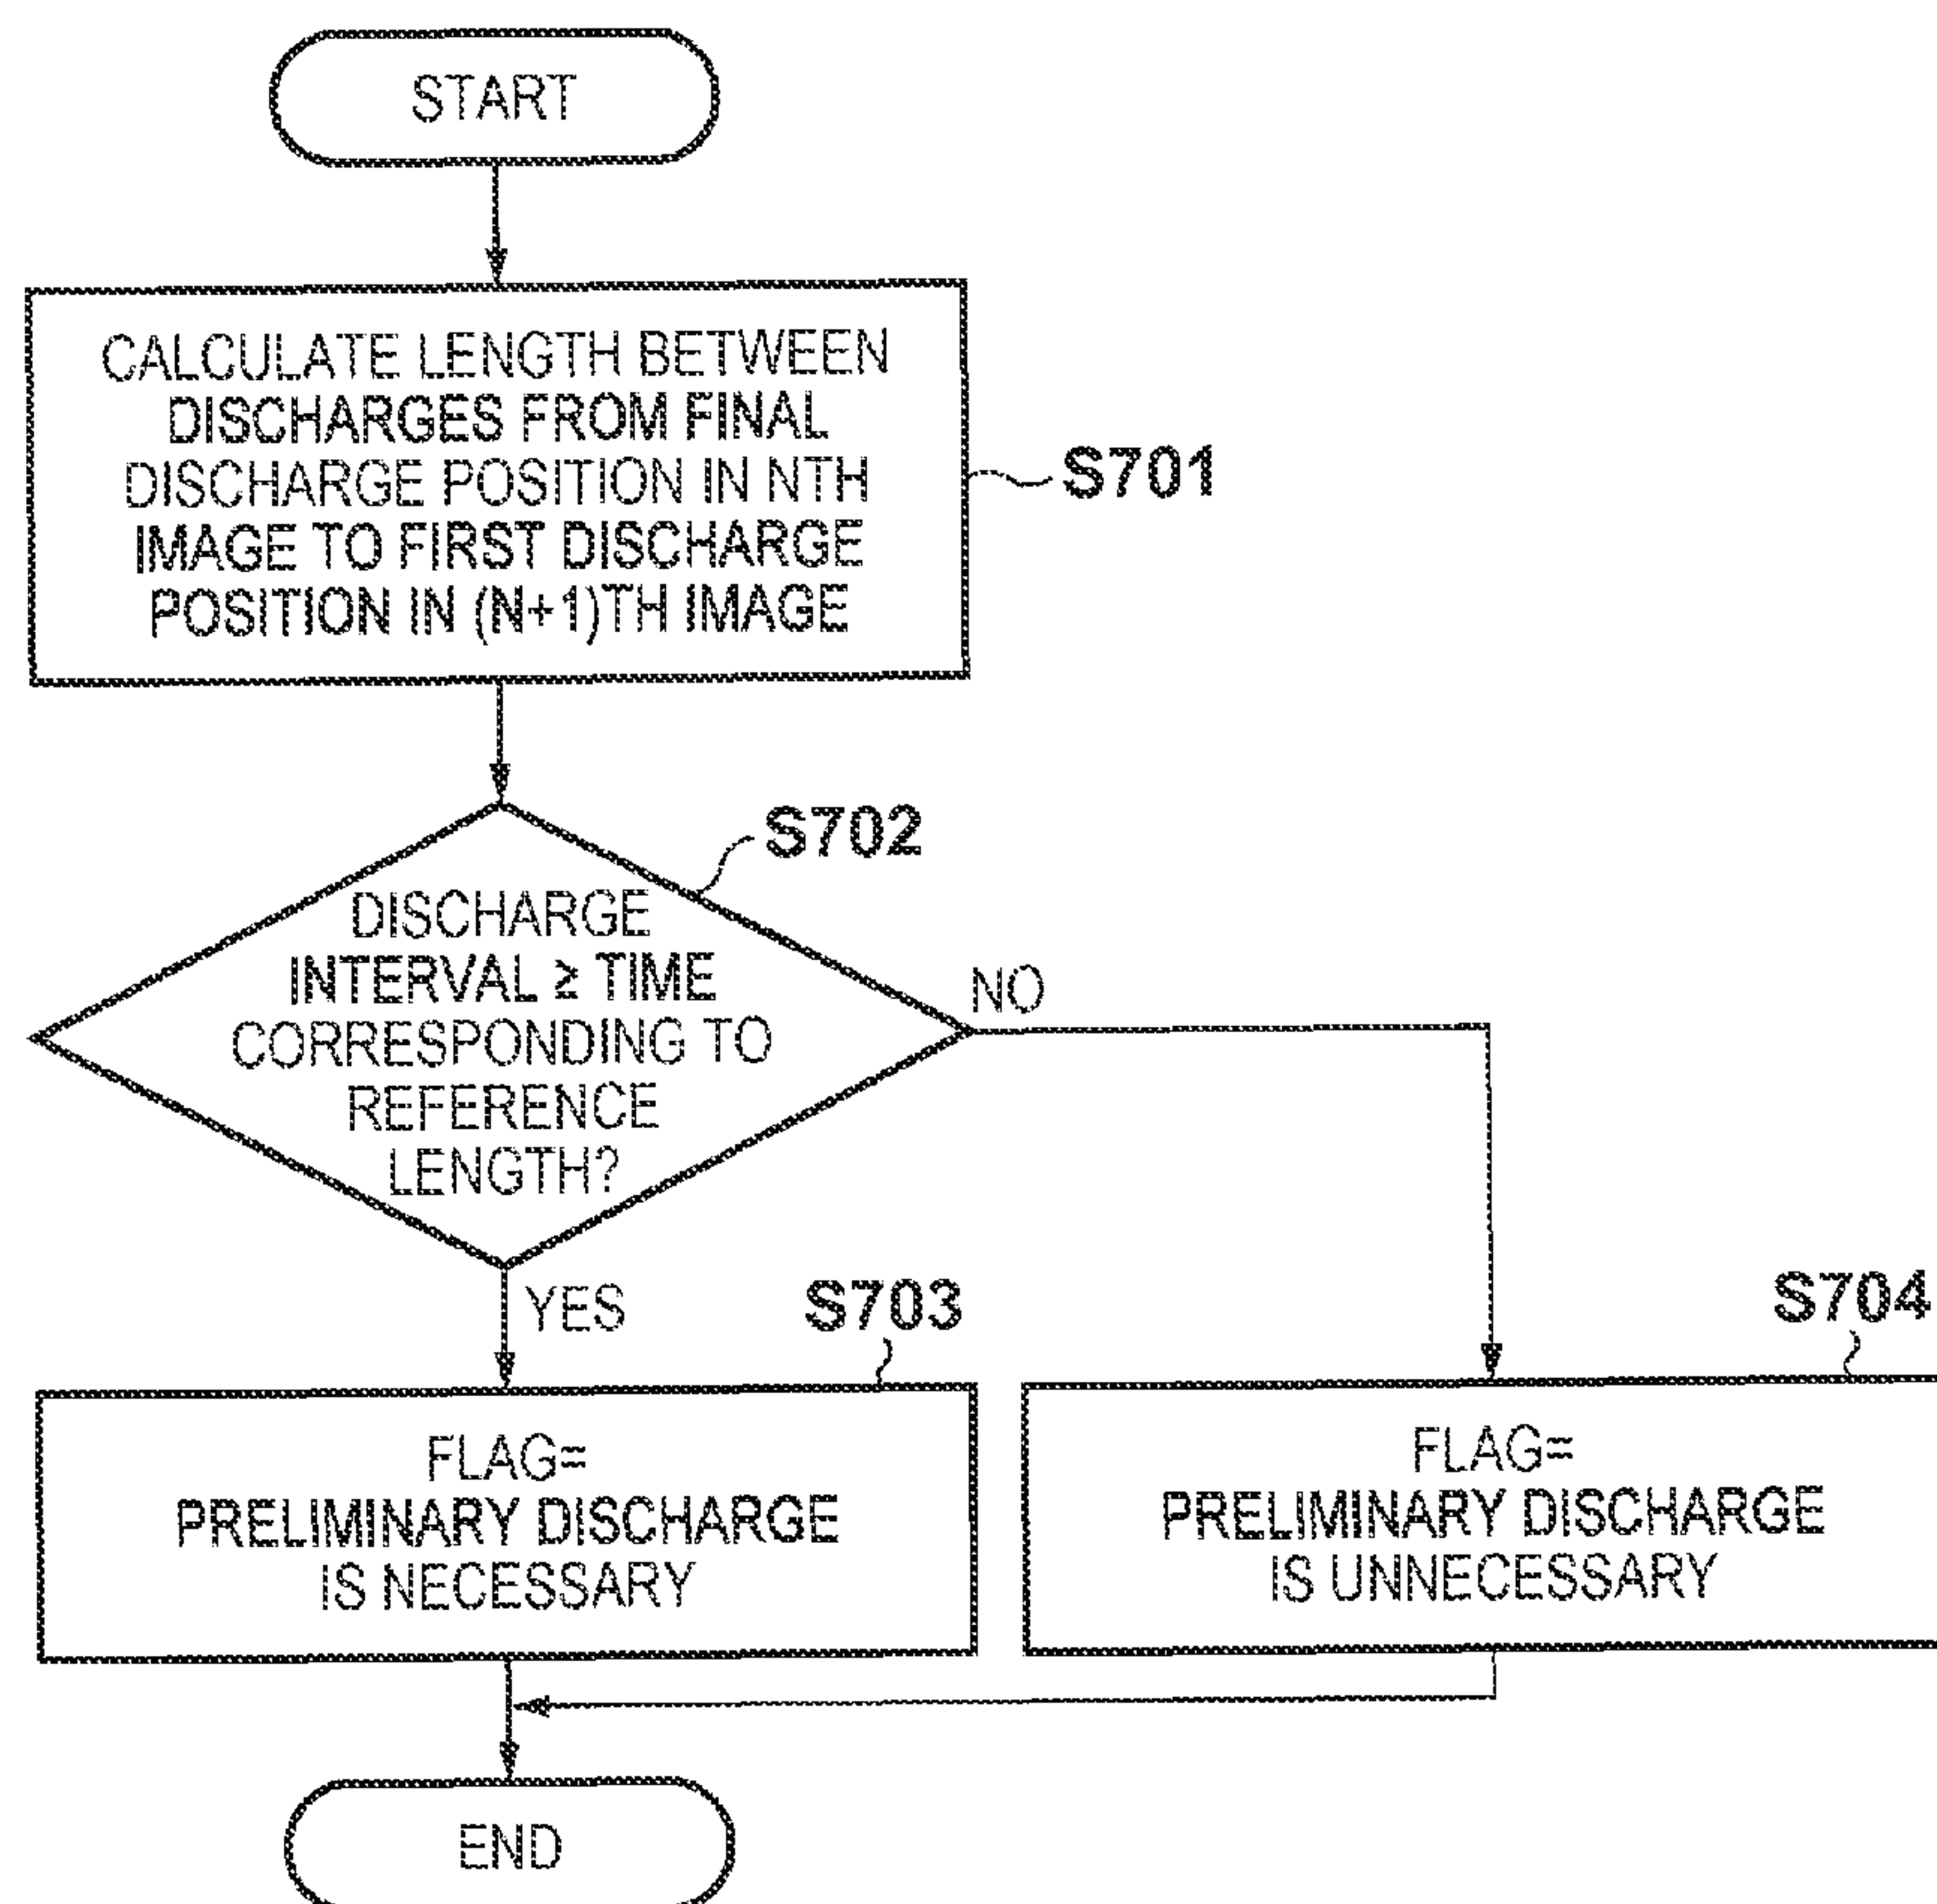 START
CALCULATE LENGTH BETWEEN
DISCHARGES FROM FINAL
DISCHARGE POSITION IN NTH
IMAGE TO FIRST DISCHARGE
POSITION IN (N+1)TH IMAGE
S701
S702
DISCHARGE
INTERVAL ≥ TIME
CORRESPONDING TO
REFERENCE
LENGTH?
NO
YES
S703
FLAG=
PRELIMINARY DISCHARGE
IS NECESSARY
S704
FLAG=
PRELIMINARY DISCHARGE
IS UNNECESSARY
END